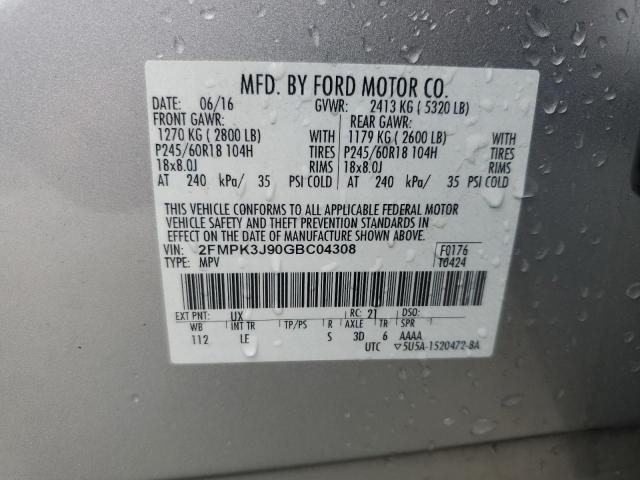 MFD. BY FORD MOTOR CO.
DATE: 06/16 GVWR: 2413 KG ( 5320 LB)
FRONT GAWR: REAR GAWR:
1270 KG ( 2800 LB) WITH 1179 KG ( 2600 LB) WITH
P245/60R18 104H TIRES P245/60R18 104H TIRES
18x8.0J RIMS 18x8.0J RIMS
AT 240 kPa/ 35 PSI COLD AT 240 kPa/ 35 PSI COLD
THIS VEHICLE CONFORMS TO ALL APPLICABLE FEDERAL MOTOR
VEHICLE SAFETY AND THEFT PREVENTION STANDARDS IN
EFFECT ON THE DATE OF MANUFACTURE SHOWN ABOVE.
VIN: 2FMPK3J90GBC04308 F0176
TYPE: MPV T0424
EXT PNT: UX RC: 21 DSO:
WB INT TR TP/PS R AXLE TR SPR
112 LE S 3D 6 AAAA
UTC ▽5U5A-1520472-BA